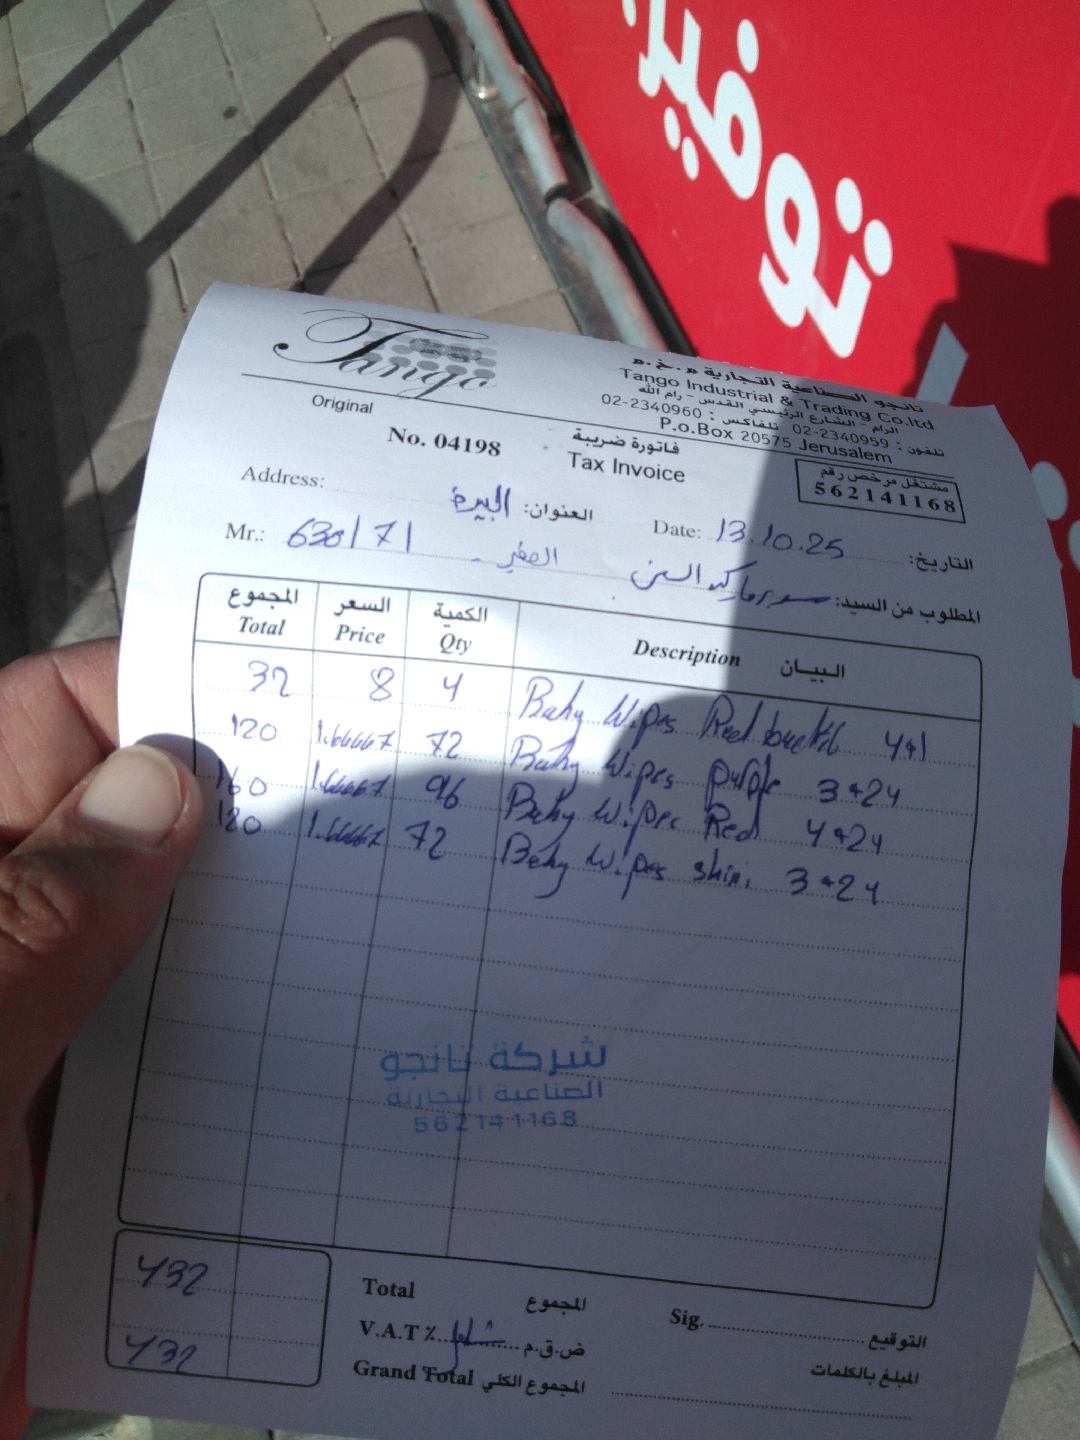 توفير
Tango
تانجو الصناعية التجارية م.خ.م
Tango Industrial & Trading Co.ltd
الرام - الشارع الرئيسي القدس - رام الله
تلفون : 02-2340959 تلفاكس : 02-2340960
P.o.Box 20575 Jerusalem
Original
No. 04198
فاتورة ضريبة
Tax Invoice
مشتغل مرخص رقم
562141168
Address: العنوان: البيرة
Date: 13.10.25 التاريخ:
Mr.: 630171
المطلوب من السيد: سوبرماركت
المجموع السعر الكمية البيان
Total Price Qty Description
32 8 4 Baby Wipes Red bucket 4*1
120 1.66667 72 Baby Wipes purple 3*24
160 1.66667 96 Baby Wipes Red 4*24
120 1.66667 72 Baby Wipes skin 3*24
شركة تانجو
الصناعية التجارية
562141168
432 Total المجموع
V.A.T % ض.ق.م
432 Grand Total المجموع الكلي
Sig. التوقيع
المبلغ بالكلمات